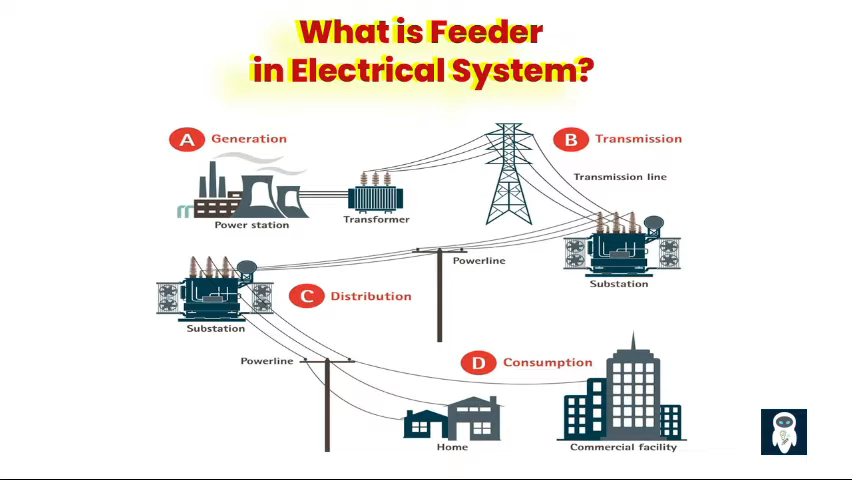 What is Feeder
in Electrical System?
A Generation
B Transmission
Transmission line
Power station
Transformer
Powerline
Substation
C Distribution
Substation
Powerline
D Consumption
Home
Commercial facility